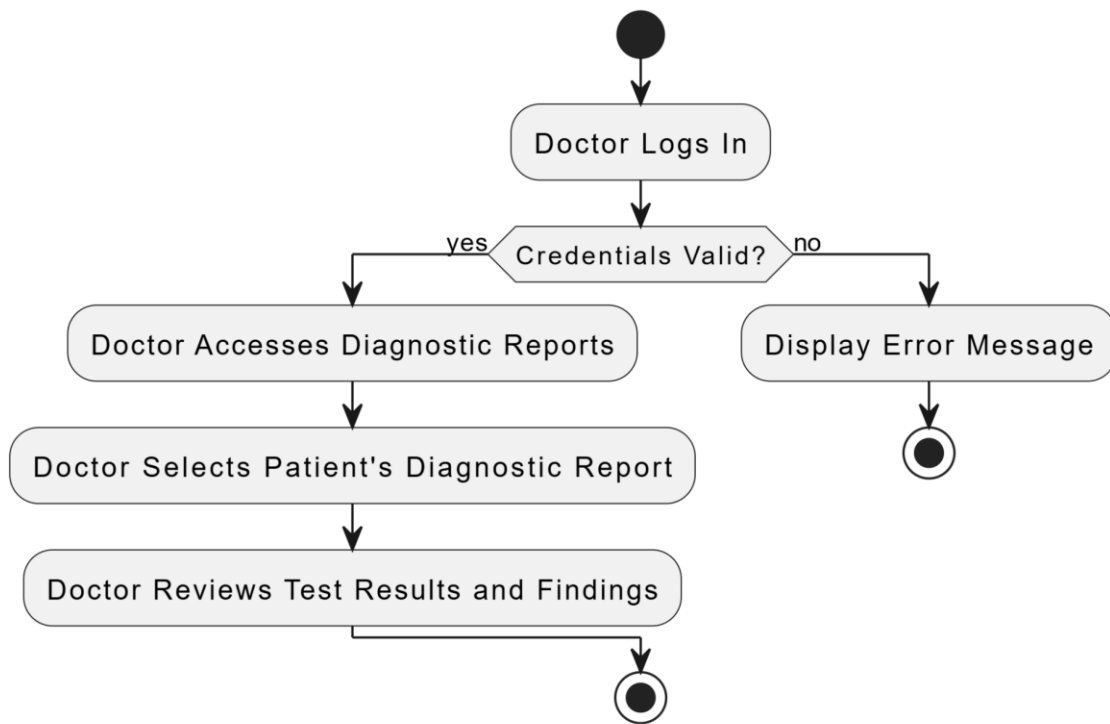 Doctor Logs In
yes
Credentials Valid?
no
Doctor Accesses Diagnostic Reports
Display Error Message
Doctor Selects Patient's Diagnostic Report
Doctor Reviews Test Results and Findings